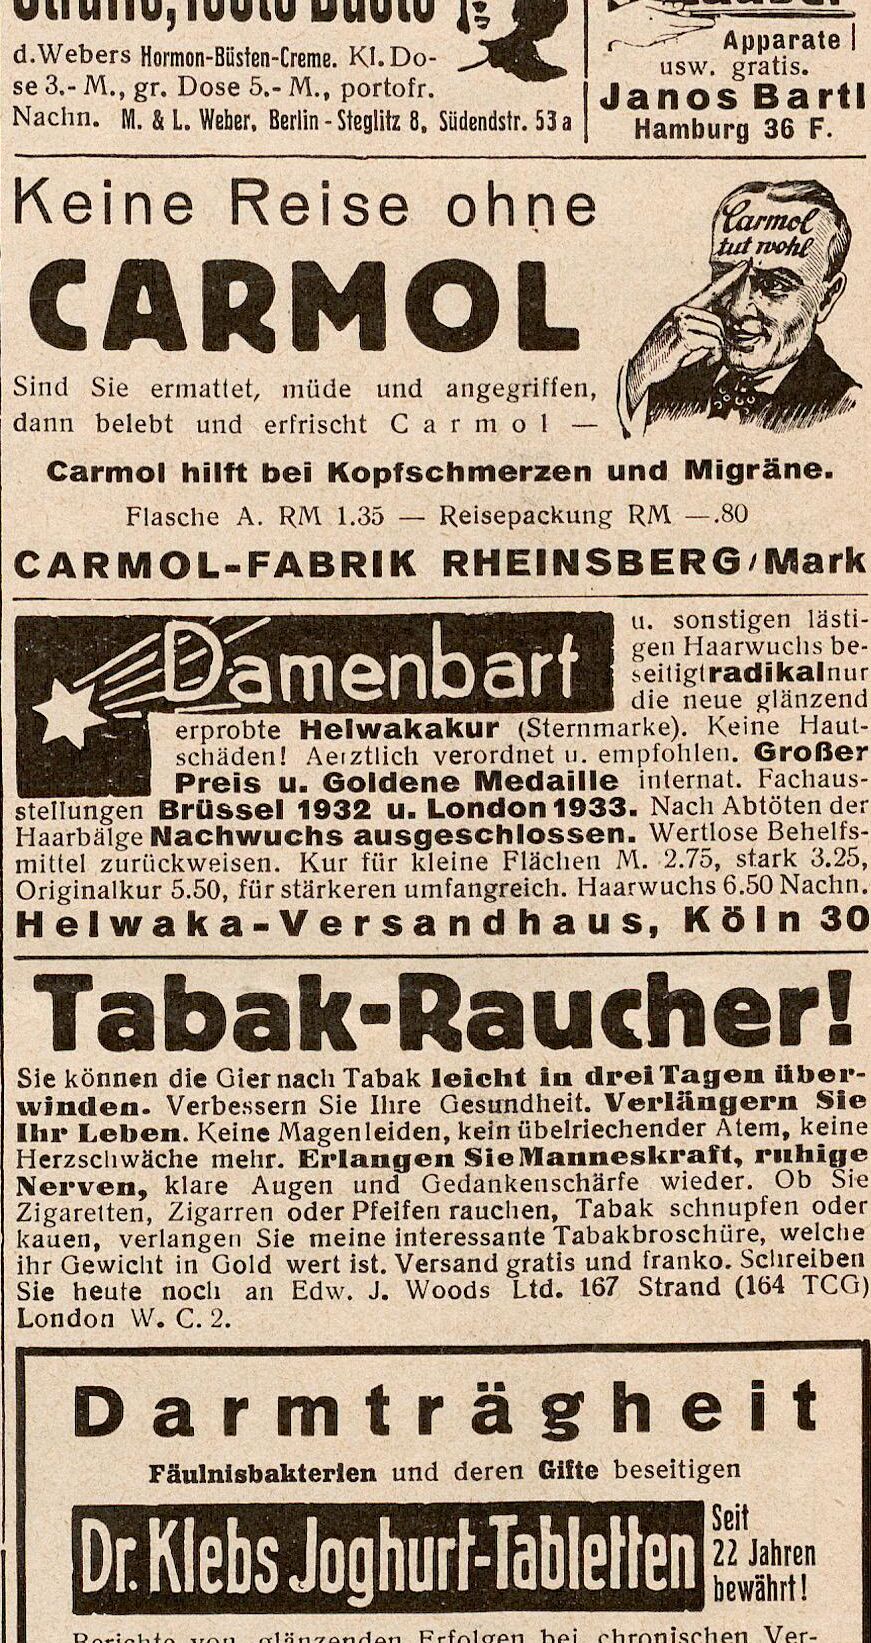 Straffe, feste Büste
d. Webers Hormon-Büsten-Creme. Kl. Do-
se 3.- M., gr. Dose 5.- M., portofr.
Nachn. M. & L. Weber, Berlin-Steglitz 8, Südendstr. 53 a
Apparate
usw. gratis.
Janos Bartl
Hamburg 36 F.
Keine Reise ohne
CARMOL
Carmol
tut wohl
Sind Sie ermattet, müde und angegriffen,
dann belebt und erfrischt Carmol —
Carmol hilft bei Kopfschmerzen und Migräne.
Flasche A. RM 1.35 — Reisepackung RM —.80
CARMOL-FABRIK RHEINSBERG/Mark
Damenbart
u. sonstigen lästi-
gen Haarwuchs be-
seitigt radikal nur
die neue glänzend
erprobte Helwakakur (Sternmarke). Keine Haut-
schäden! Aerztlich verordnet u. empfohlen. Großer
Preis u. Goldene Medaille internat. Fachaus-
stellungen Brüssel 1932 u. London 1933. Nach Abtöten der
Haarbälge Nachwuchs ausgeschlossen. Wertlose Behelfs-
mittel zurückweisen. Kur für kleine Flächen M. 2.75, stark 3.25,
Originalkur 5.50, für stärkeren umfangreich. Haarwuchs 6.50 Nachn.
Helwaka-Versandhaus, Köln 30
Tabak-Raucher!
Sie können die Gier nach Tabak leicht in drei Tagen über-
winden. Verbessern Sie Ihre Gesundheit. Verlängern Sie
Ihr Leben. Keine Magenleiden, kein übelriechender Atem, keine
Herzschwäche mehr. Erlangen Sie Manneskraft, ruhige
Nerven, klare Augen und Gedankenschärfe wieder. Ob Sie
Zigaretten, Zigarren oder Pfeifen rauchen, Tabak schnupfen oder
kauen, verlangen Sie meine interessante Tabakbroschüre, welche
ihr Gewicht in Gold wert ist. Versand gratis und franko. Schreiben
Sie heute noch an Edw. J. Woods Ltd. 167 Strand (164 TCG)
London W. C. 2.
Darmträgheit
Fäulnisbakterien und deren Gifte beseitigen
Dr. Klebs Joghurt-Tabletten
Seit
22 Jahren
bewährt!
Berichte von glänzenden Erfolgen bei chronischen Ver-